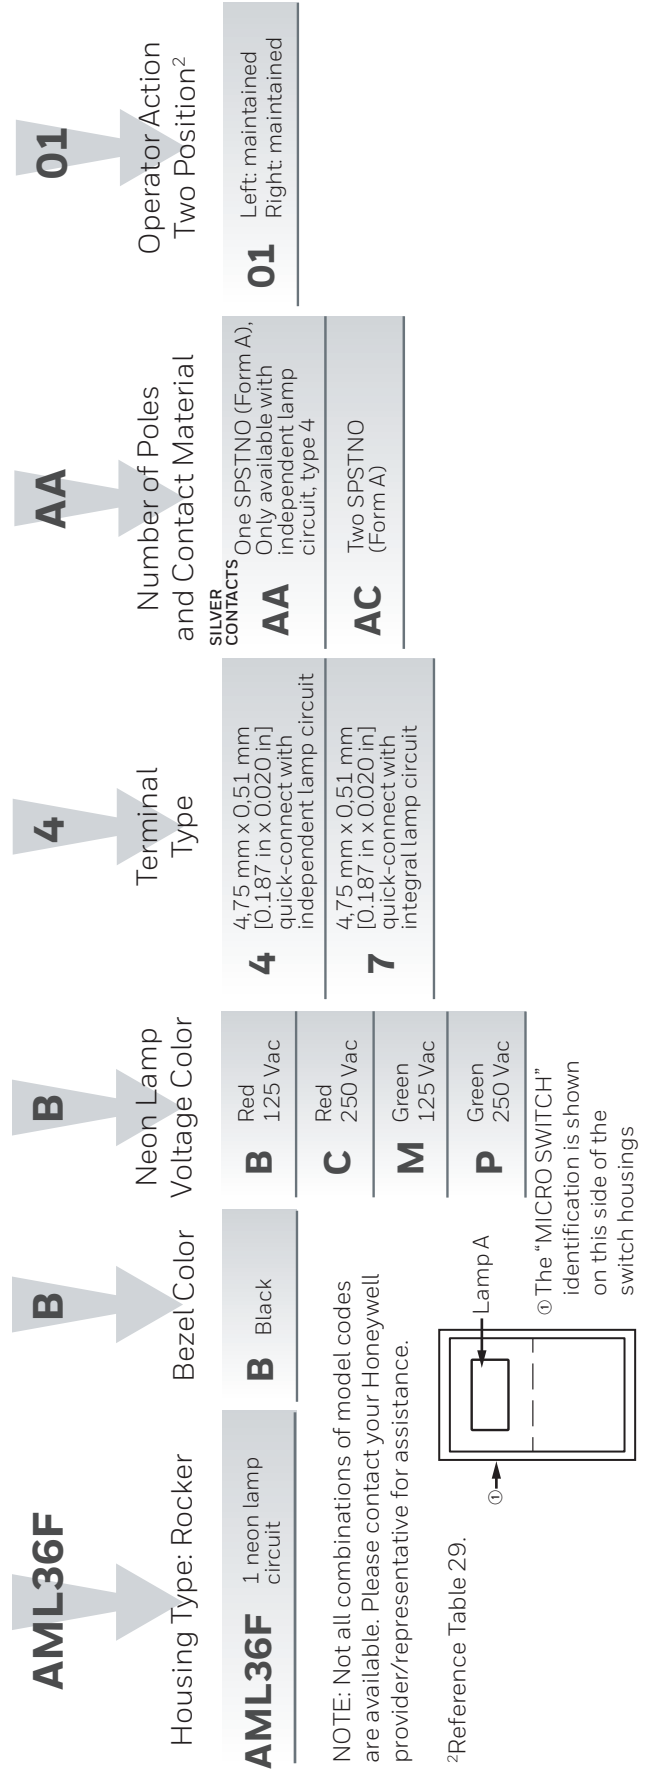 AML36F
B
B
4
AA
01
Housing Type: Rocker
AML36F
1 neon lamp
circuit
Bezel Color
B
Black
Neon Lamp
Voltage Color
B
Red
125 Vac
C
Red
250 Vac
M
Green
125 Vac
P
Green
250 Vac
Terminal
Type
4
4,75 mm x 0,51 mm
[0.187 in x 0.020 in]
quick-connect with
independent lamp circuit
7
4,75 mm x 0,51 mm
[0.187 in x 0.020 in]
quick-connect with
integral lamp circuit
Number of Poles
and Contact Material
SILVER
CONTACTS
AA
One SPSTNO (Form A),
Only available with
independent lamp
circuit, type 4
AC
Two SPSTNO
(Form A)
Operator Action
Two Position²
01
Left: maintained
Right: maintained
NOTE: Not all combinations of model codes
are available. Please contact your Honeywell
provider/representative for assistance.
²Reference Table 29.
①
Lamp A
① The “MICRO SWITCH”
identification is shown
on this side of the
switch housings